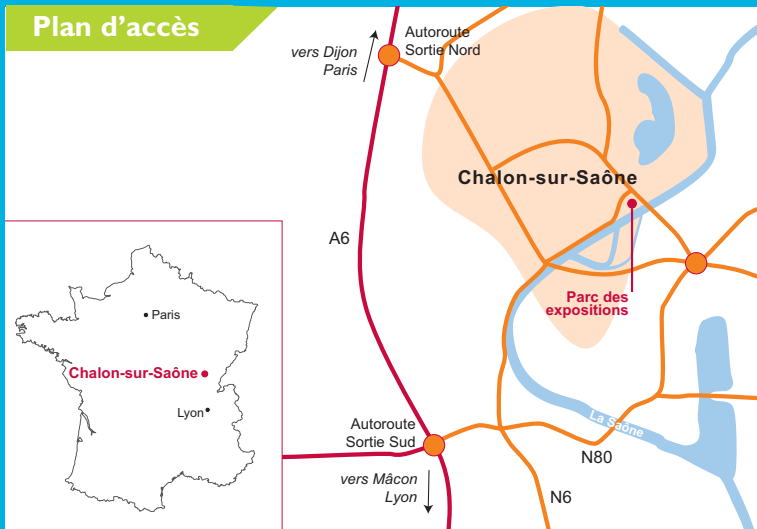 Plan d'accès
Autoroute
Sortie Nord
vers Dijon
Paris
Chalon-sur-Saône
A6
Parc des
expositions
Paris
Chalon-sur-Saône
Lyon
Autoroute
Sortie Sud
La Saône
N80
vers Mâcon
Lyon
N6